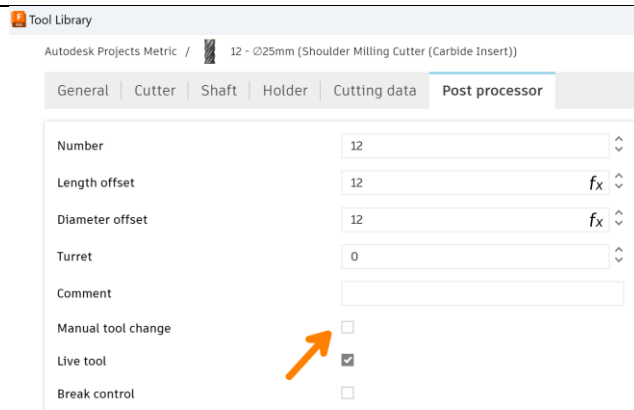 Tool Library
Autodesk Projects Metric / 12 - ∅25mm (Shoulder Milling Cutter (Carbide Insert))
General Cutter Shaft Holder Cutting data Post processor
Number 12
Length offset 12 fx
Diameter offset 12 fx
Turret 0
Comment
Manual tool change
Live tool
Break control